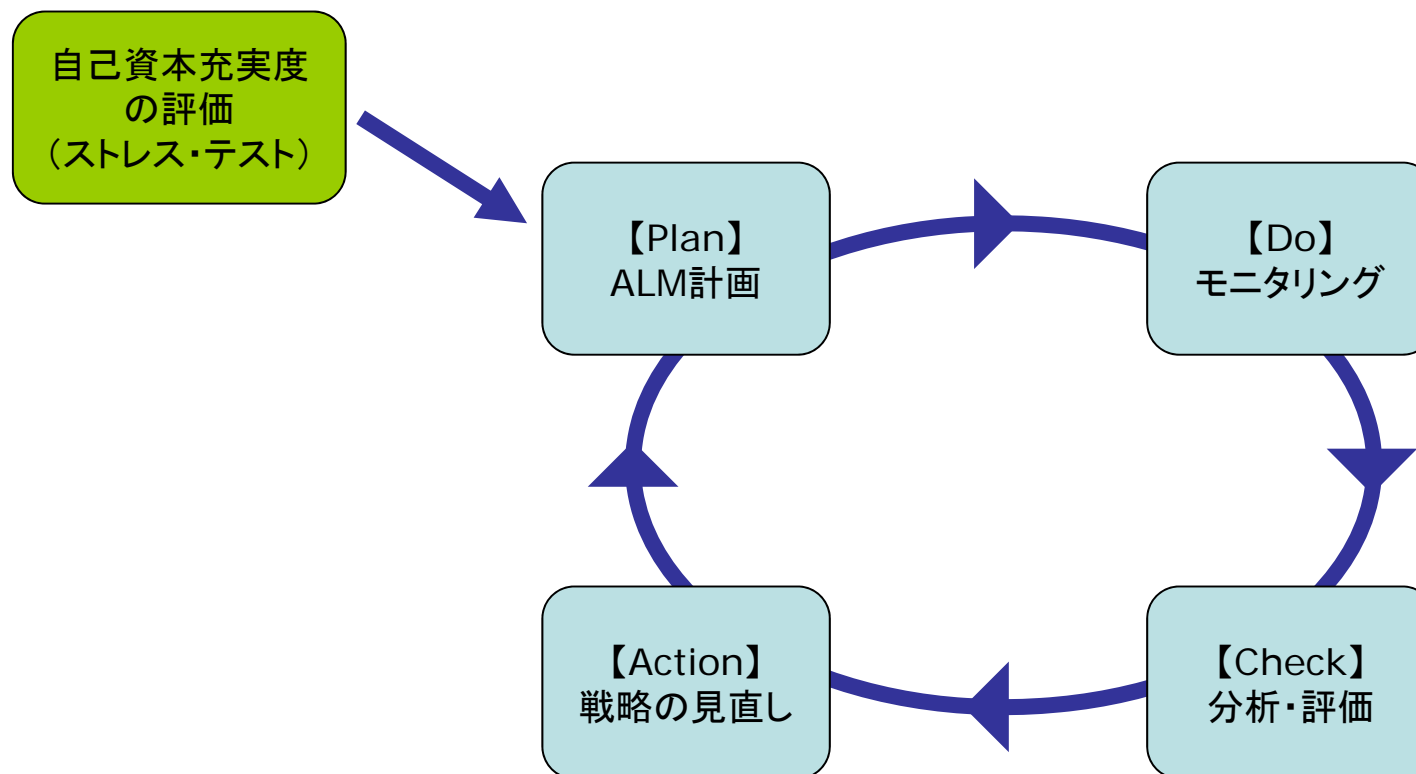 自己資本充実度
の評価
（ストレス・テスト）
【Plan】
ALM計画
【Do】
モニタリング
【Action】
戦略の見直し
【Check】
分析・評価